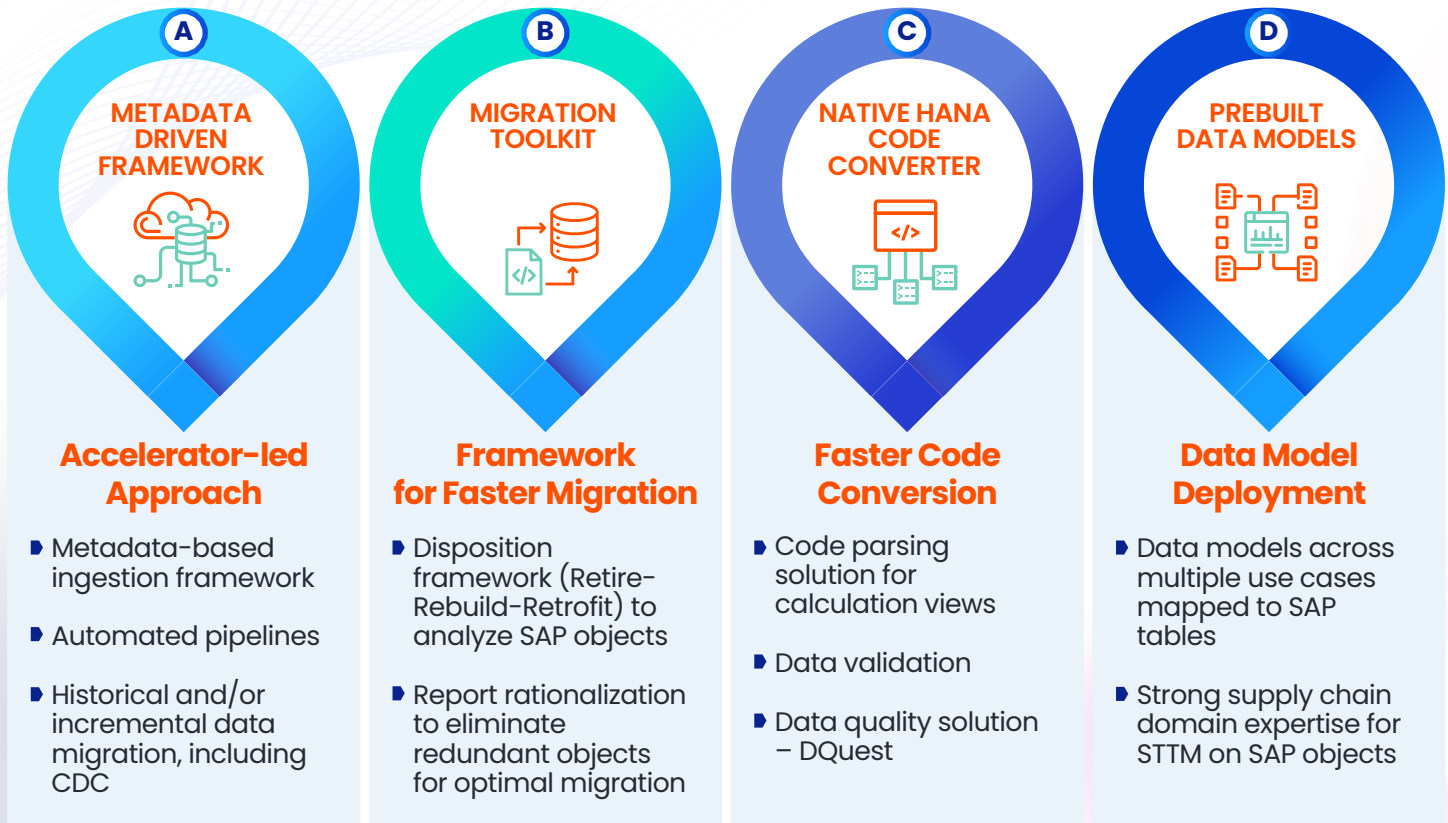 A
METADATA
DRIVEN
FRAMEWORK
Accelerator-led
Approach
Metadata-based
ingestion framework
Automated pipelines
Historical and/or
incremental data
migration, including
CDC
B
MIGRATION
TOOLKIT
</>
Framework
for Faster Migration
Disposition
framework (Retire-
Rebuild-Retrofit) to
analyze SAP objects
Report rationalization
to eliminate
redundant objects
for optimal migration
C
NATIVE HANA
CODE
CONVERTER
</>
Faster Code
Conversion
Code parsing
solution for
calculation views
Data validation
Data quality solution
– DQuest
D
PREBUILT
DATA MODELS
Data Model
Deployment
Data models across
multiple use cases
mapped to SAP
tables
Strong supply chain
domain expertise for
STTM on SAP objects